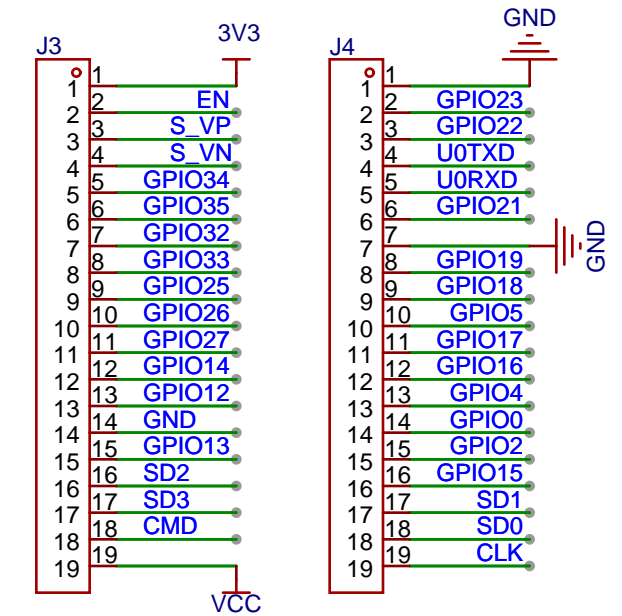 J3
3V3
1 1
2 2 EN
3 3 S_VP
4 4 S_VN
5 5 GPIO34
6 6 GPIO35
7 7 GPIO32
8 8 GPIO33
9 9 GPIO25
10 10 GPIO26
11 11 GPIO27
12 12 GPIO14
13 13 GPIO12
14 14 GND
15 15 GPIO13
16 16 SD2
17 17 SD3
18 18 CMD
19 19
VCC
J4
GND
1 1
2 2 GPIO23
3 3 GPIO22
4 4 U0TXD
5 5 U0RXD
6 6 GPIO21
7 7 GND
8 8 GPIO19
9 9 GPIO18
10 10 GPIO5
11 11 GPIO17
12 12 GPIO16
13 13 GPIO4
14 14 GPIO0
15 15 GPIO2
16 16 GPIO15
17 17 SD1
18 18 SD0
19 19 CLK